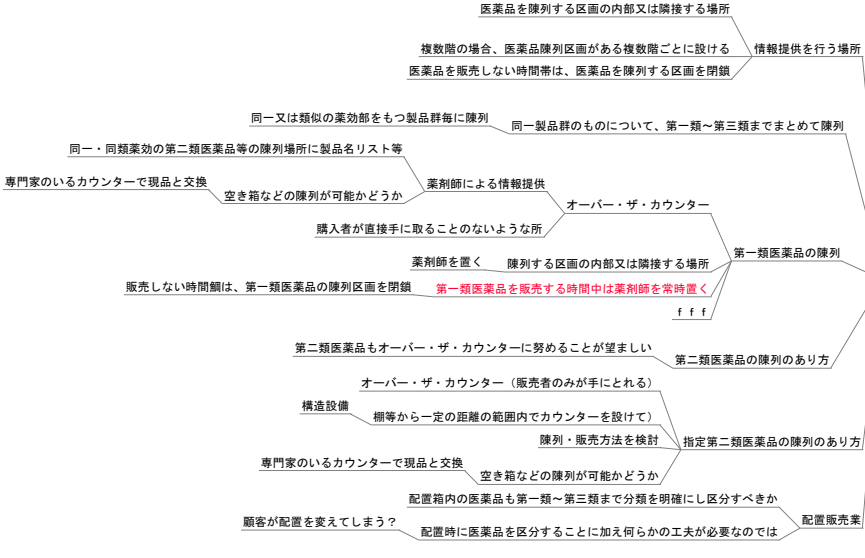 医薬品を陳列する区画の内部又は隣接する場所
複数階の場合、医薬品陳列区画がある複数階ごとに設ける
情報提供を行う場所
医薬品を販売しない時間帯は、医薬品を陳列する区画を閉鎖
同一又は類似の薬効部をもつ製品群毎に陳列
同一製品群のものについて、第一類～第三類までまとめて陳列
同一・同類薬効の第二類医薬品等の陳列場所に製品名リスト等
専門家のいるカウンターで現品と交換
空き箱などの陳列が可能かどうか
薬剤師による情報提供
オーバー・ザ・カウンター
購入者が直接手に取ることのないような所
第一類医薬品の陳列
薬剤師を置く
陳列する区画の内部又は隣接する場所
販売しない時間鯛は、第一類医薬品の陳列区画を閉鎖
第一類医薬品を販売する時間中は薬剤師を常時置く
ｆｆｆ
第二類医薬品もオーバー・ザ・カウンターに努めることが望ましい
第二類医薬品の陳列のあり方
オーバー・ザ・カウンター（販売者のみが手にとれる）
構造設備
棚等から一定の距離の範囲内でカウンターを設けて）
陳列・販売方法を検討
指定第二類医薬品の陳列のあり方
専門家のいるカウンターで現品と交換
空き箱などの陳列が可能かどうか
配置箱内の医薬品も第一類～第三類まで分類を明確にし区分すべきか
配置販売業
顧客が配置を変えてしまう？
配置時に医薬品を区分することに加え何らかの工夫が必要なのでは